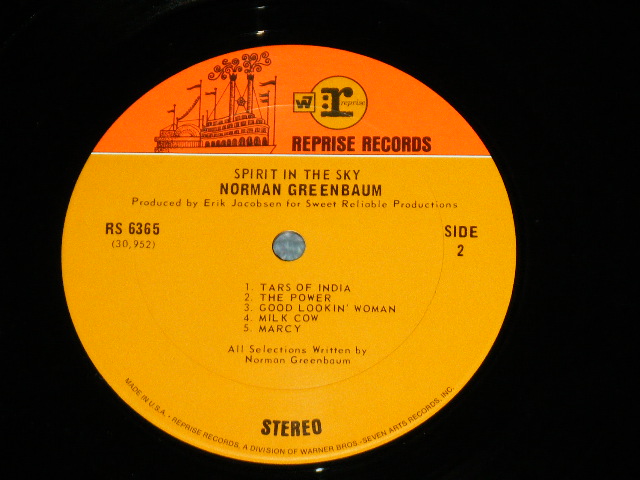 W7
r
reprise
REPRISE RECORDS
SPIRIT IN THE SKY
NORMAN GREENBAUM
Produced by Erik Jacobsen for Sweet Reliable Productions
RS 6365
(30,952)
SIDE
2
1. TARS OF INDIA
2. THE POWER
3. GOOD LOOKIN' WOMAN
4. MILK COW
5. MARCY
All Selections Written by
Norman Greenbaum
STEREO
MADE IN U.S.A. • REPRISE RECORDS, A DIVISION OF WARNER BROS.-SEVEN ARTS RECORDS, INC.